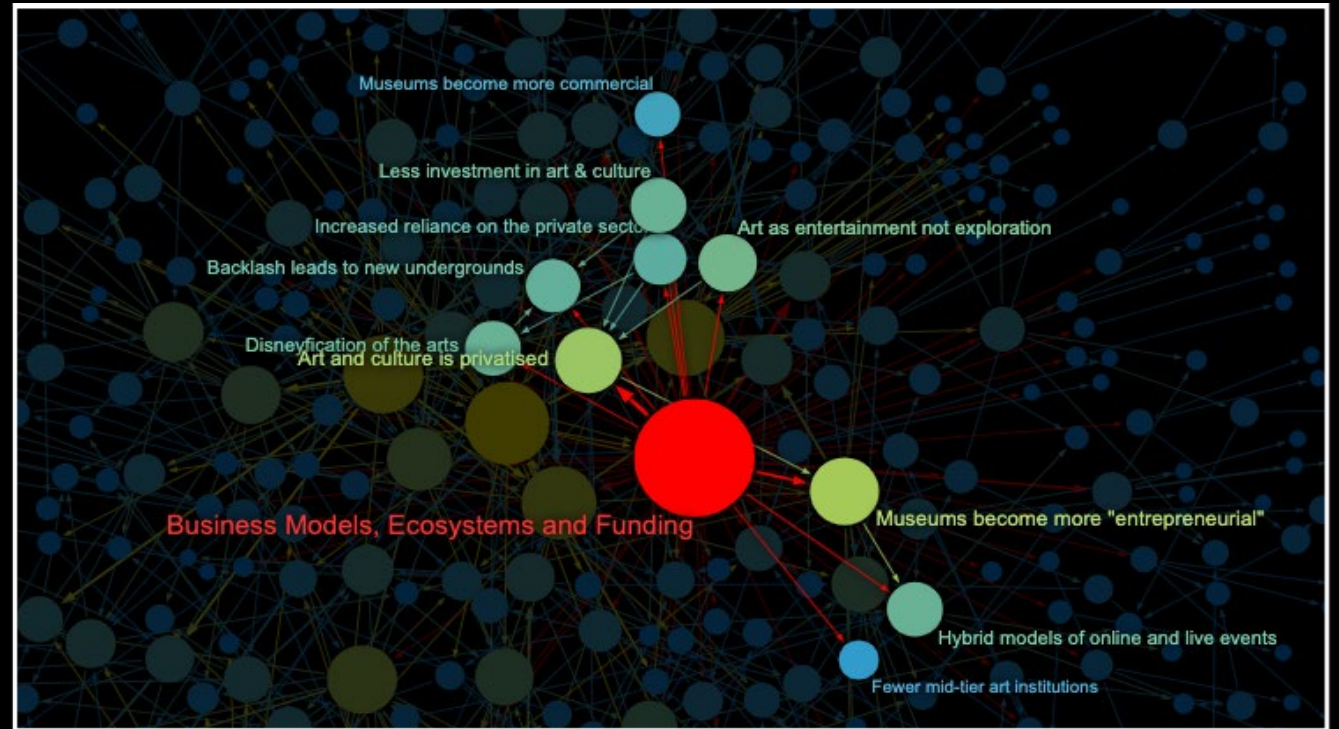 Museums become more commercial
Less investment in art & culture
Increased reliance on the private sector
Art as entertainment not exploration
Backlash leads to new undergrounds
Disneyfication of the arts
Art and culture is privatised
Business Models, Ecosystems and Funding
Museums become more "entrepreneurial"
Hybrid models of online and live events
Fewer mid-tier art institutions